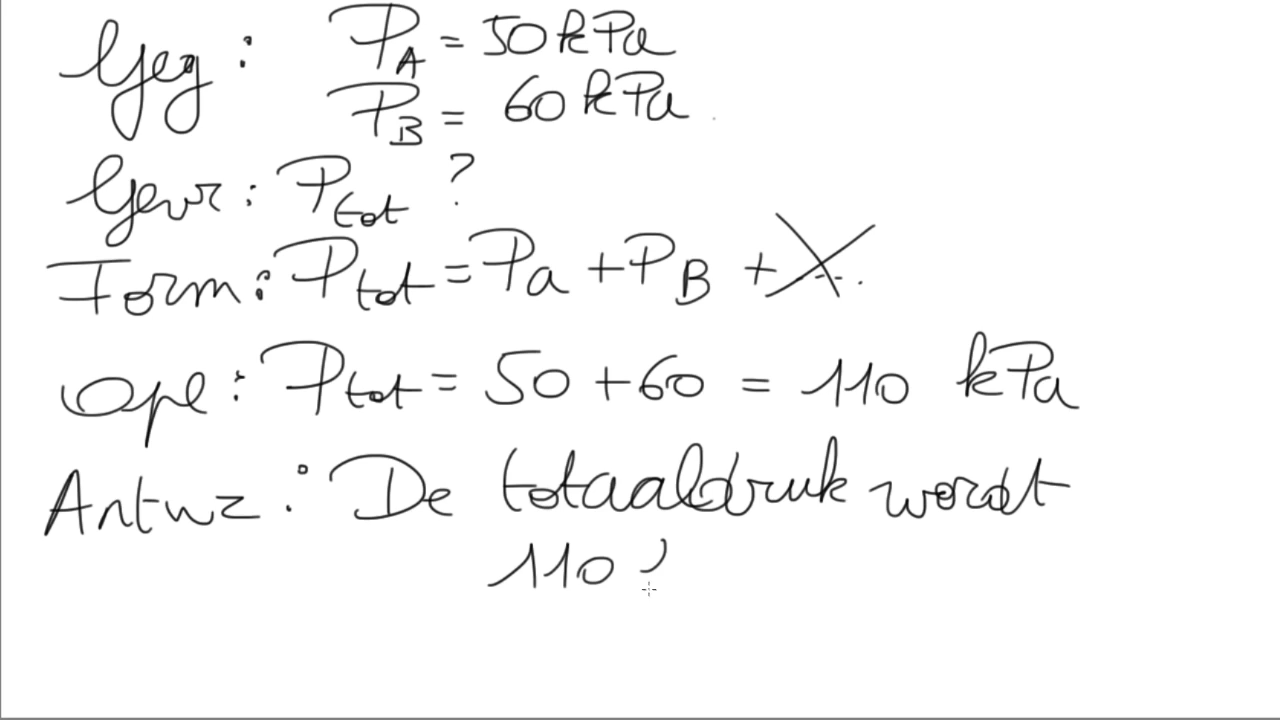 Geg: PA = 50 kPa
PB = 60 kPa
Gevr: Ptot ?
Form: Ptot = Pa + PB +
Opl: Ptot = 50 + 60 = 110 kPa
Antwz: De totaaldruk wordt
110